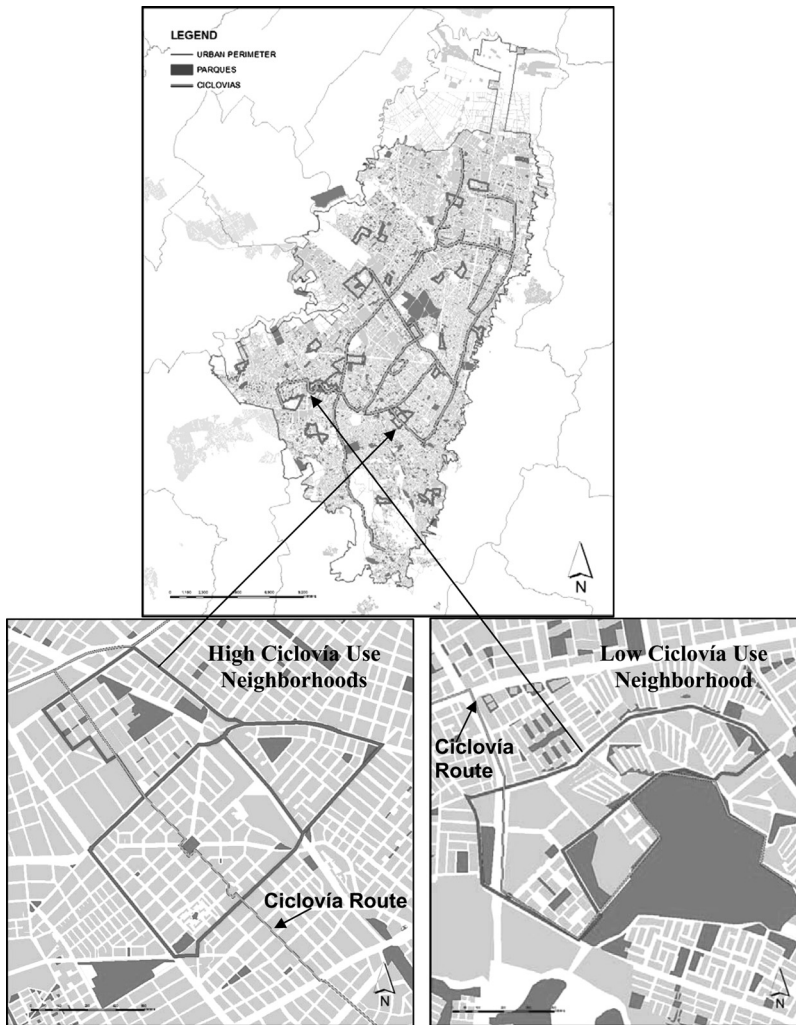 LEGEND
URBAN PERIMETER
PARQUES
CICLOVIAS
N
High Ciclovía Use
Neighborhoods
Ciclovía Route
N
Low Ciclovía Use
Neighborhood
Ciclovía
Route
N